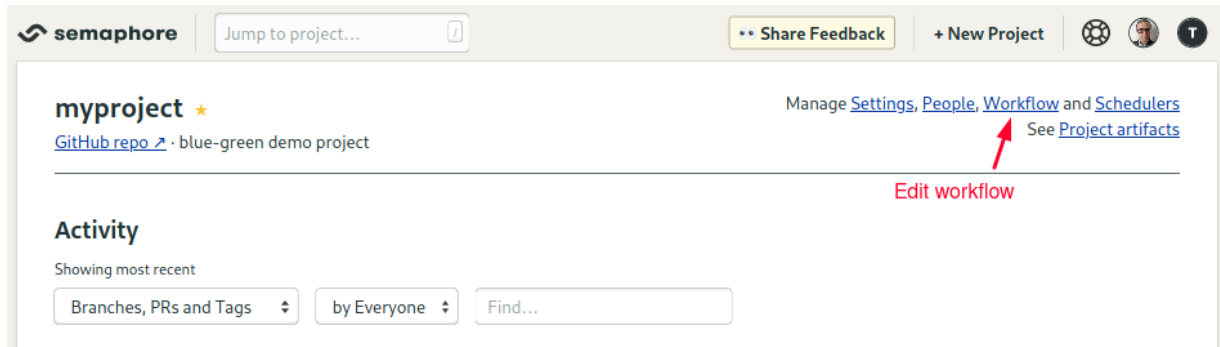 semaphore
Jump to project...
/
👀 Share Feedback
+ New Project
T
myproject ★
Manage Settings, People, Workflow and Schedulers
GitHub repo ↗ · blue-green demo project
See Project artifacts
Edit workflow
Activity
Showing most recent
Branches, PRs and Tags
by Everyone
Find...